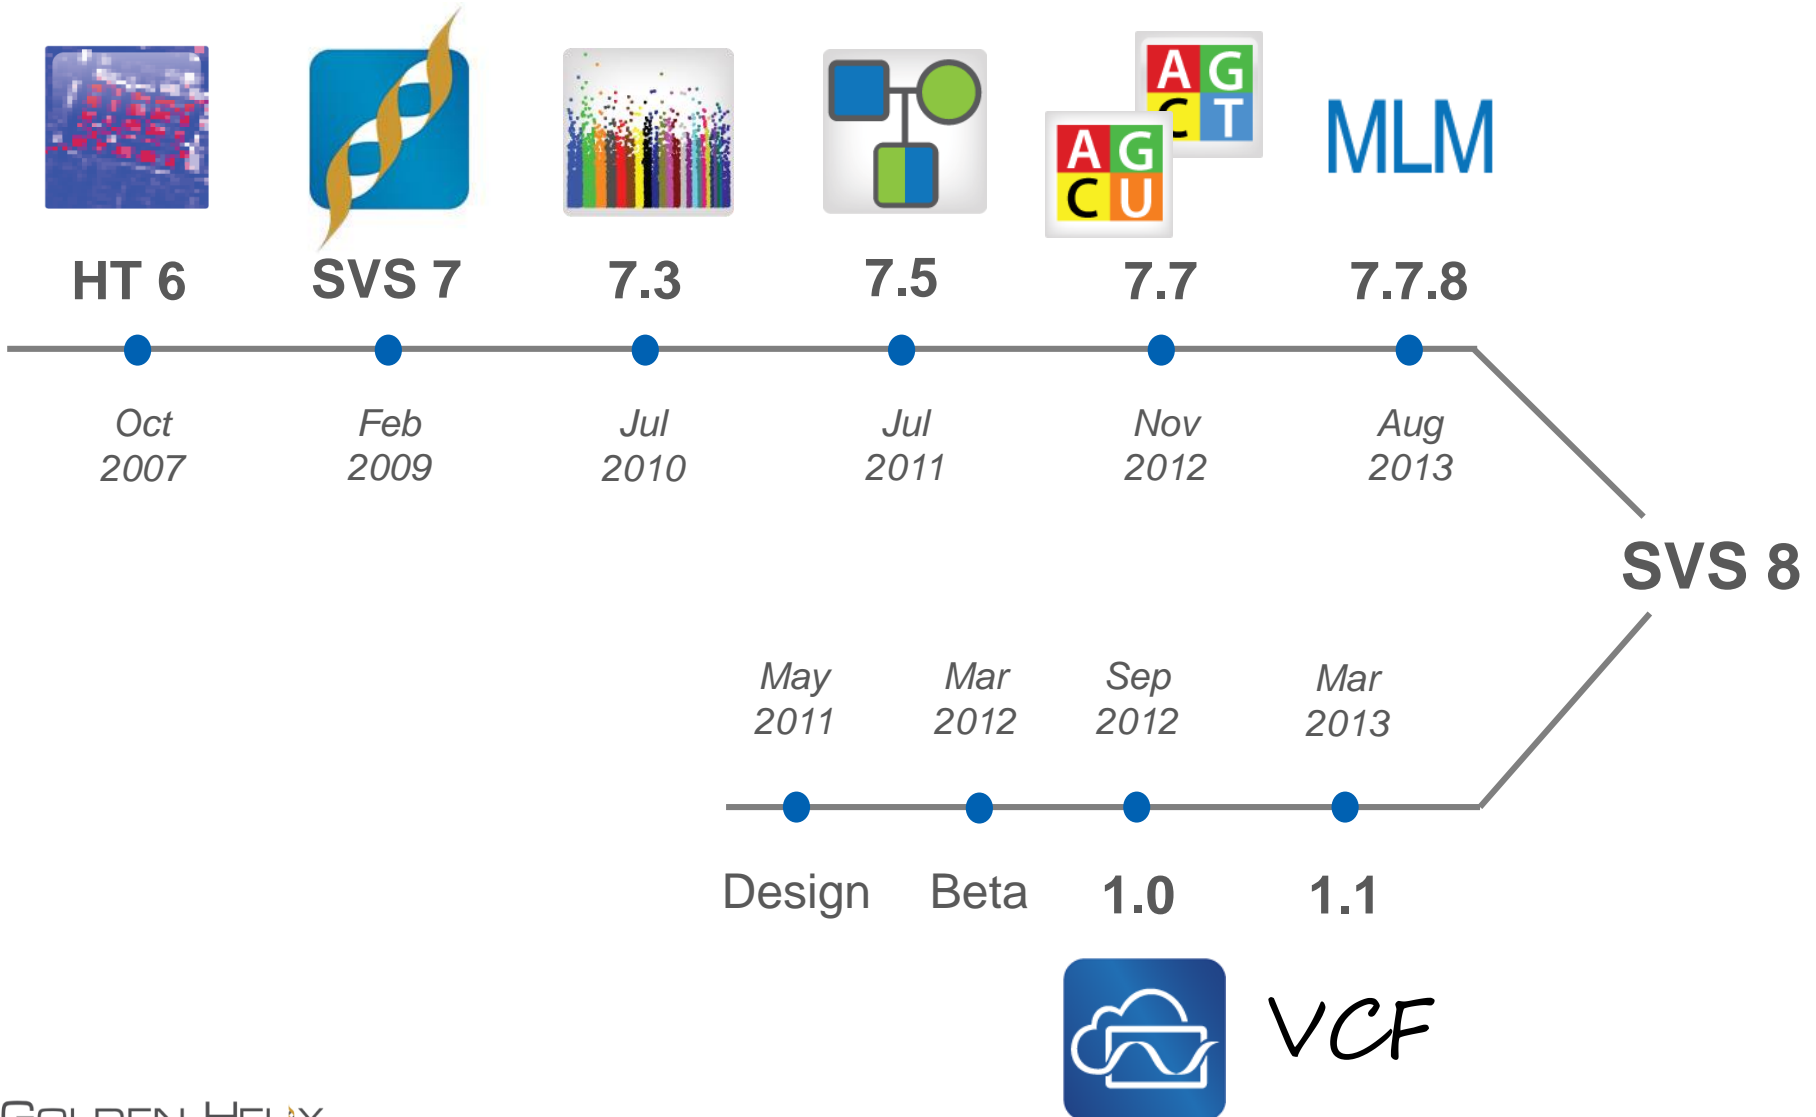 A G
C T
A G
C U
MLM
HT 6
SVS 7
7.3
7.5
7.7
7.7.8
Oct
2007
Feb
2009
Jul
2010
Jul
2011
Nov
2012
Aug
2013
SVS 8
May
2011
Mar
2012
Sep
2012
Mar
2013
Design
Beta
1.0
1.1
VCF
GOLDEN HELIX